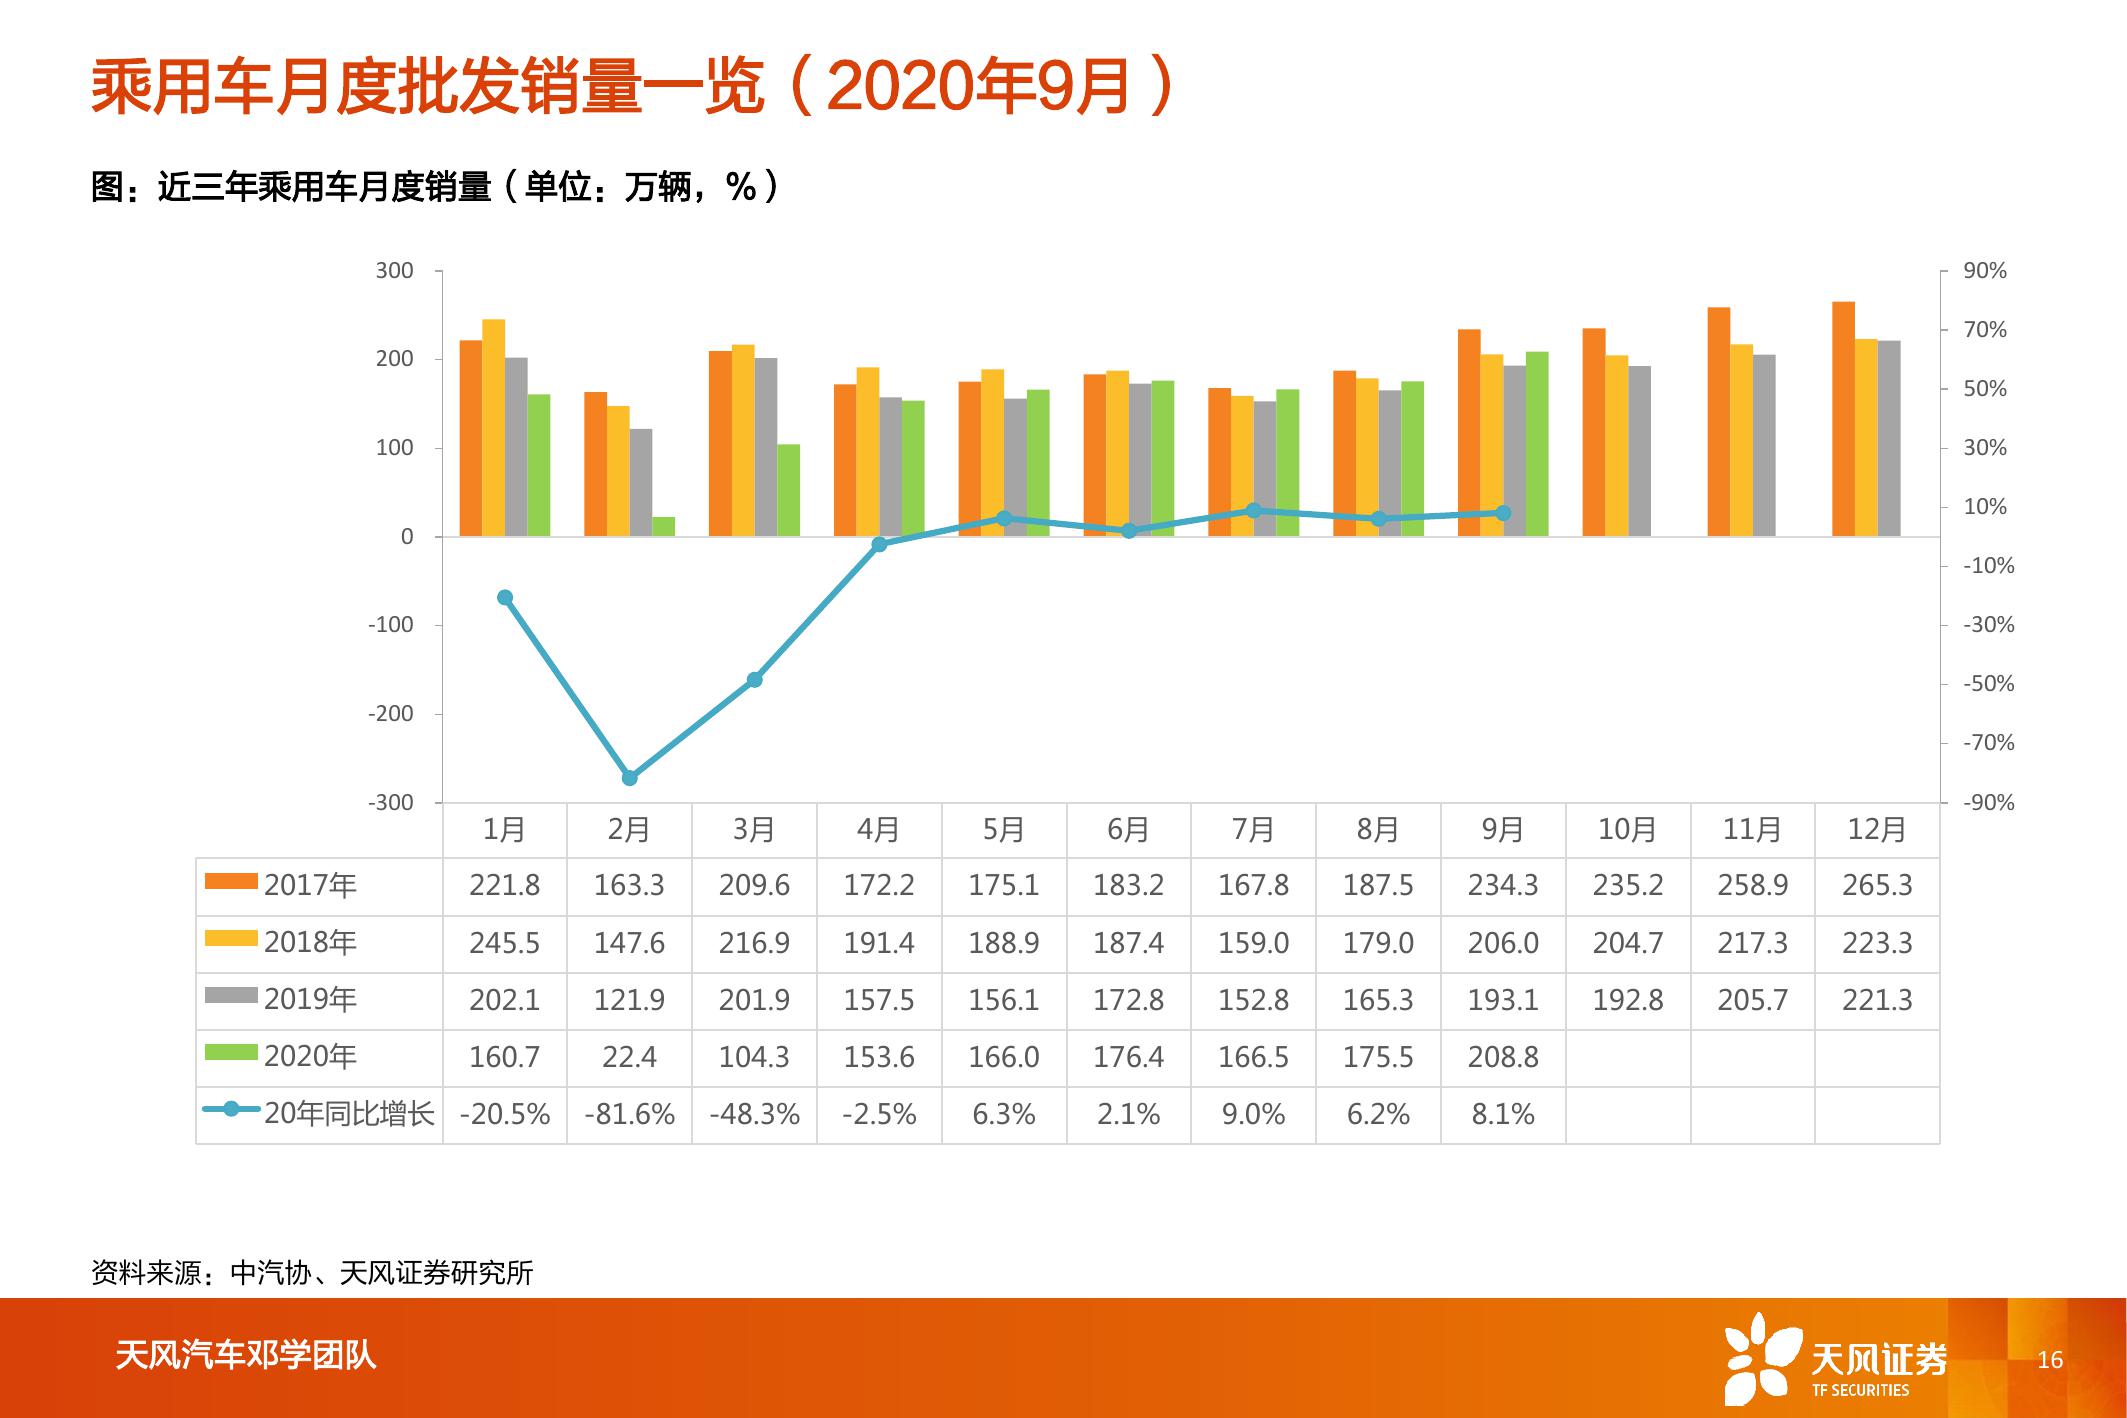 乘用车月度批发销量一览（2020年9月）
图：近三年乘用车月度销量（单位：万辆，%）
300 90%
70%
200
50%
100 30%
10%
0
-10%
-100 -30%
-50%
-200
-70%
-300 -90%
1月 2月 3月 4月 5月 6月 7月 8月 9月 10月 11月 12月
2017年 221.8 163.3 209.6 172.2 175.1 183.2 167.8 187.5 234.3 235.2 258.9 265.3
2018年 245.5 147.6 216.9 191.4 188.9 187.4 159.0 179.0 206.0 204.7 217.3 223.3
2019年 202.1 121.9 201.9 157.5 156.1 172.8 152.8 165.3 193.1 192.8 205.7 221.3
2020年 160.7 22.4 104.3 153.6 166.0 176.4 166.5 175.5 208.8
20年同比增长 -20.5% -81.6% -48.3% -2.5% 6.3% 2.1% 9.0% 6.2% 8.1%
资料来源：中汽协、天风证券研究所
天风汽车邓学团队
天风证券
TF SECURITIES
16